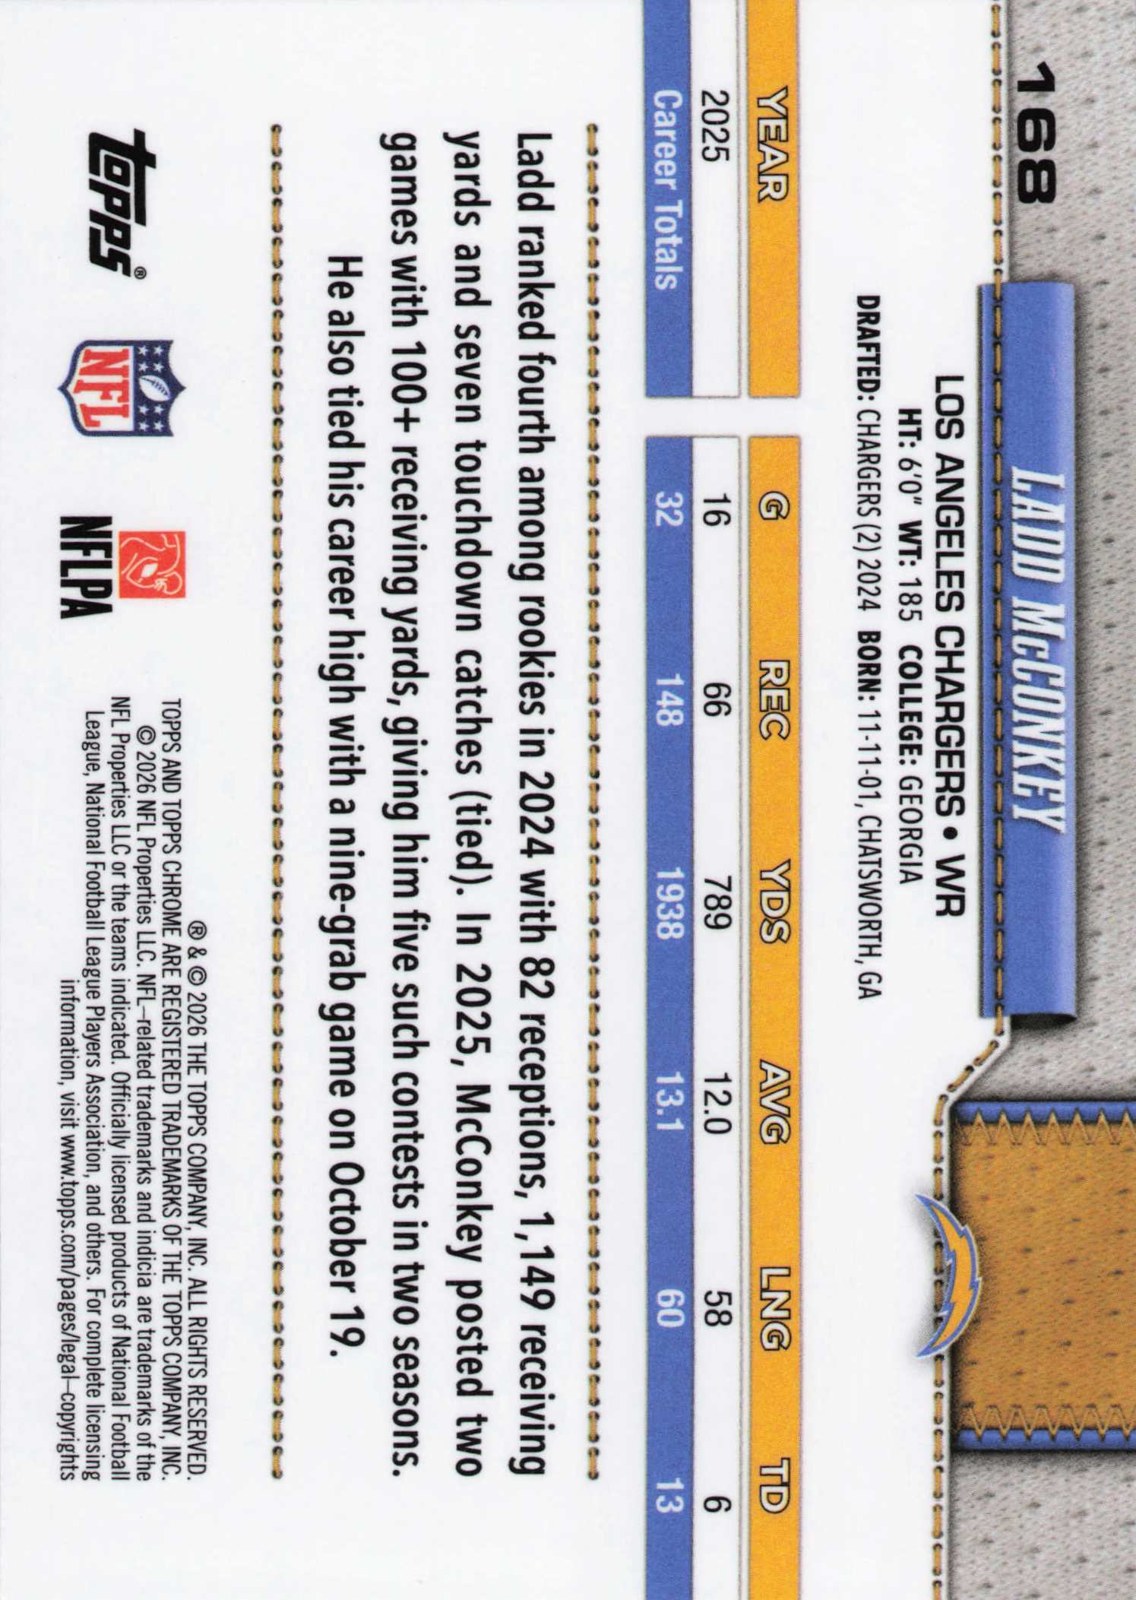 168
LADD McCONKEY
LOS ANGELES CHARGERS • WR
HT: 6'0" WT: 185 COLLEGE: GEORGIA
DRAFTED: CHARGERS (2) 2024 BORN: 11-11-01, CHATSWORTH, GA
YEAR G REC YDS AVG LNG TD
2025 16 66 789 12.0 58 6
Career Totals 32 148 1938 13.1 60 13
Ladd ranked fourth among rookies in 2024 with 82 receptions, 1,149 receiving
yards and seven touchdown catches (tied). In 2025, McConkey posted two
games with 100+ receiving yards, giving him five such contests in two seasons.
He also tied his career high with a nine-grab game on October 19.
topps®
NFL
NFLPA
® & © 2026 THE TOPPS COMPANY, INC. ALL RIGHTS RESERVED.
TOPPS AND TOPPS CHROME ARE REGISTERED TRADEMARKS OF THE TOPPS COMPANY, INC.
© 2026 NFL Properties LLC. NFL-related trademarks and indicia are trademarks of the
NFL Properties LLC or the teams indicated. Officially licensed products of National Football
League, National Football League Players Association, and others. For complete licensing
information, visit www.topps.com/pages/legal-copyrights